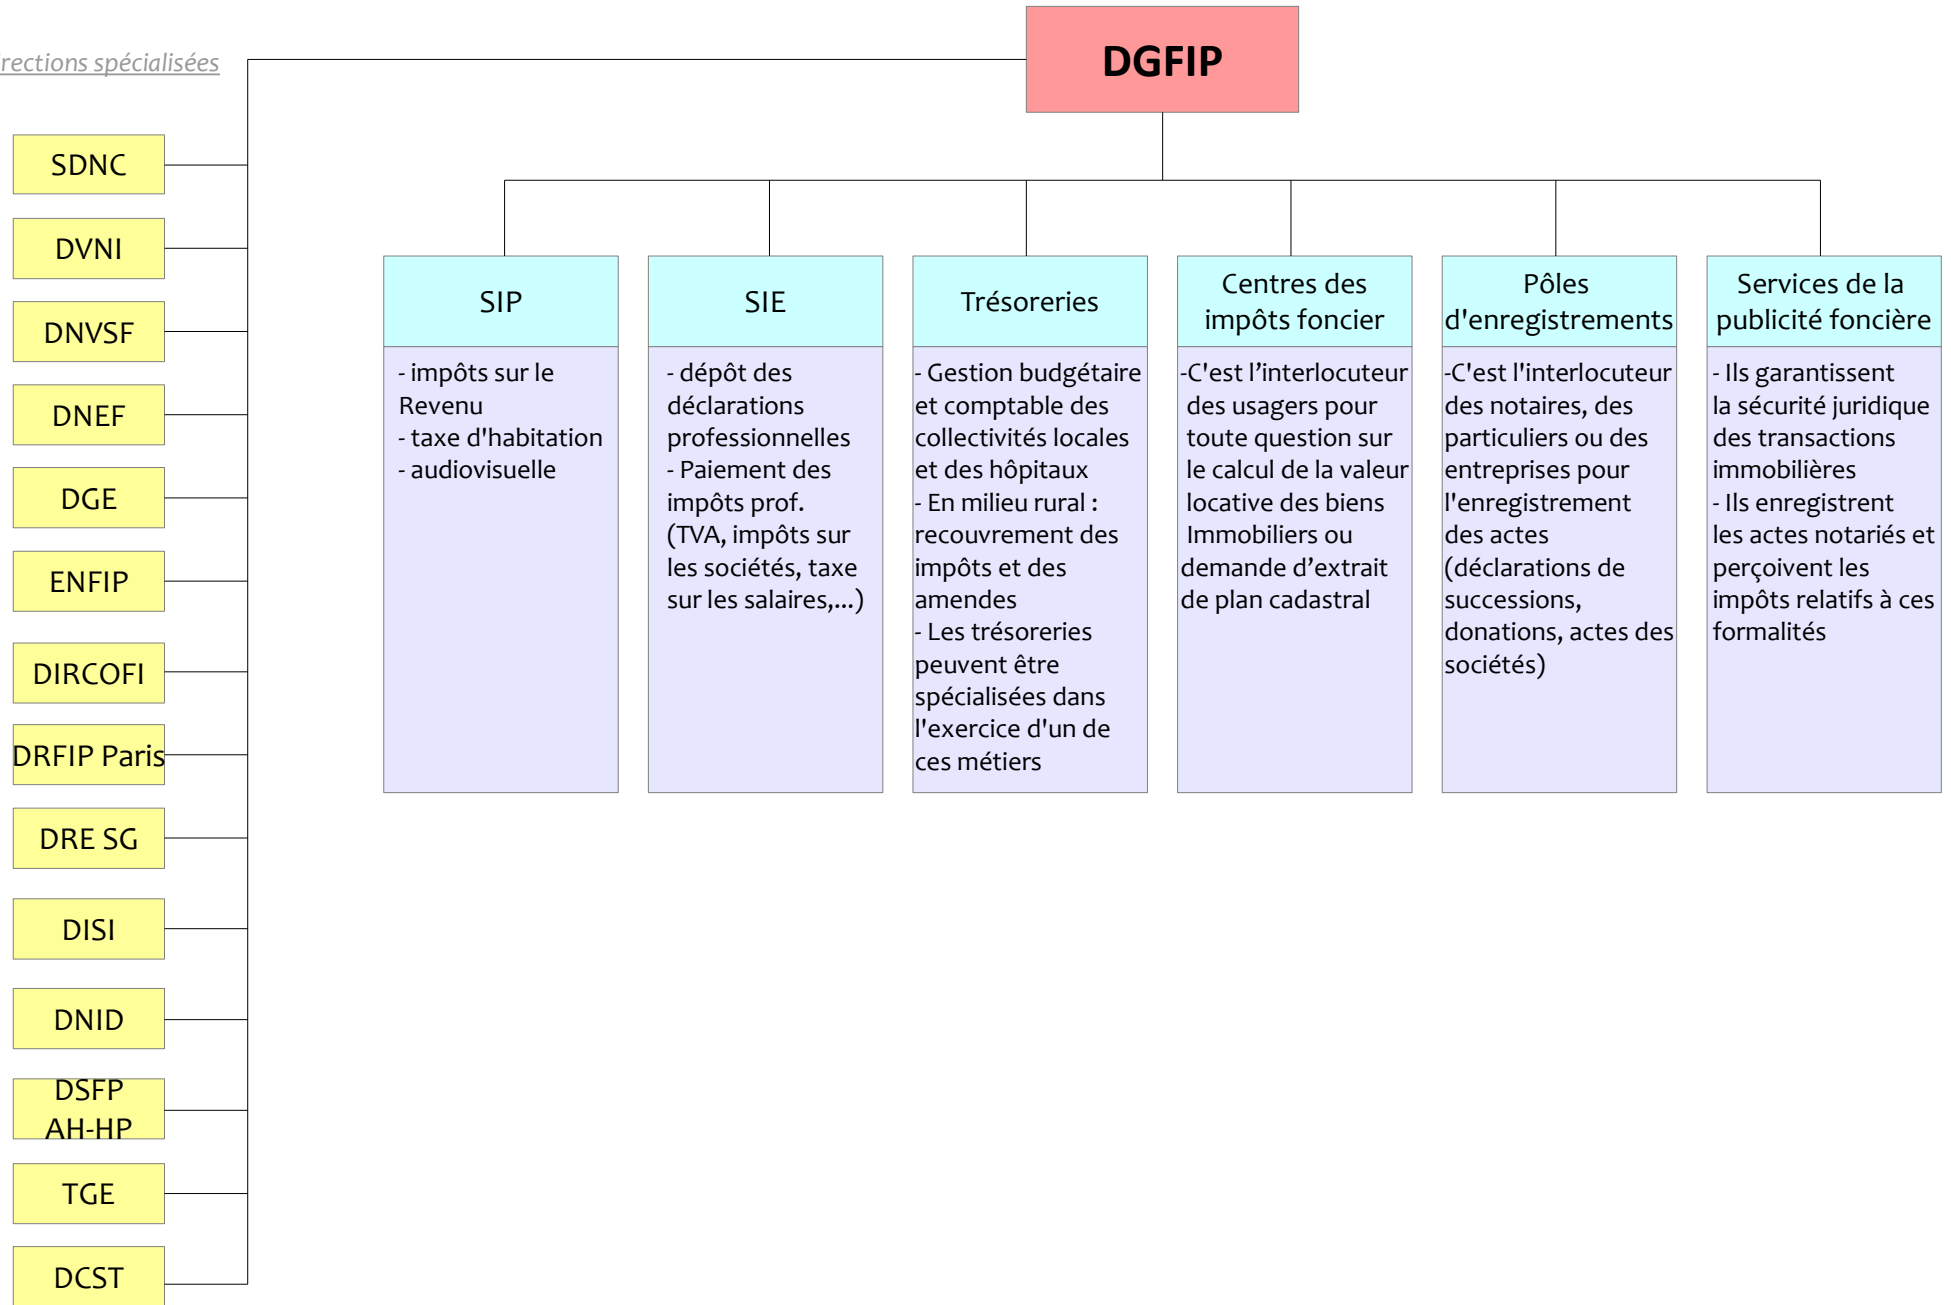 DGFIP
rections spécialisées
SDNC
DVNI
DNVSF
DNEF
DGE
ENFIP
DIRCOFI
DRFIP Paris
DRE SG
DISI
DNID
DSFP
AH-HP
TGE
DCST
SIP
- impôts sur le
Revenu
- taxe d'habitation
- audiovisuelle
SIE
- dépôt des
déclarations
professionnelles
- Paiement des
impôts prof.
(TVA, impôts sur
les sociétés, taxe
sur les salaires,...)
Trésoreries
- Gestion budgétaire
et comptable des
collectivités locales
et des hôpitaux
- En milieu rural :
recouvrement des
impôts et des
amendes
- Les trésoreries
peuvent être
spécialisées dans
l'exercice d'un de
ces métiers
Centres des
impôts foncier
-C'est l’interlocuteur
des usagers pour
toute question sur
le calcul de la valeur
locative des biens
Immobiliers ou
demande d’extrait
de plan cadastral
Pôles
d'enregistrements
-C'est l'interlocuteur
des notaires, des
particuliers ou des
entreprises pour
l'enregistrement
des actes
(déclarations de
successions,
donations, actes des
sociétés)
Services de la
publicité foncière
- Ils garantissent
la sécurité juridique
des transactions
immobilières
- Ils enregistrent
les actes notariés et
perçoivent les
impôts relatifs à ces
formalités